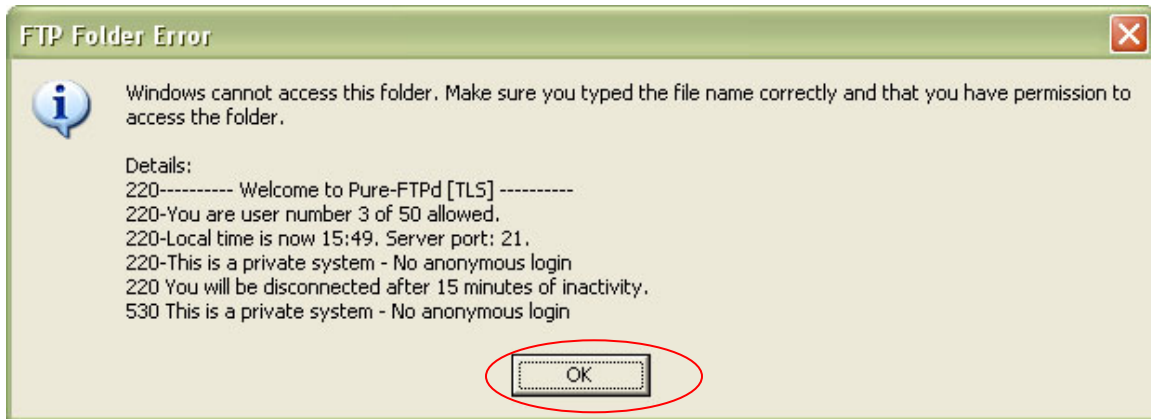 FTP Folder Error
Windows cannot access this folder. Make sure you typed the file name correctly and that you have permission to
access the folder.
Details:
220---------- Welcome to Pure-FTPd [TLS] ----------
220-You are user number 3 of 50 allowed.
220-Local time is now 15:49. Server port: 21.
220-This is a private system - No anonymous login
220 You will be disconnected after 15 minutes of inactivity.
530 This is a private system - No anonymous login
OK